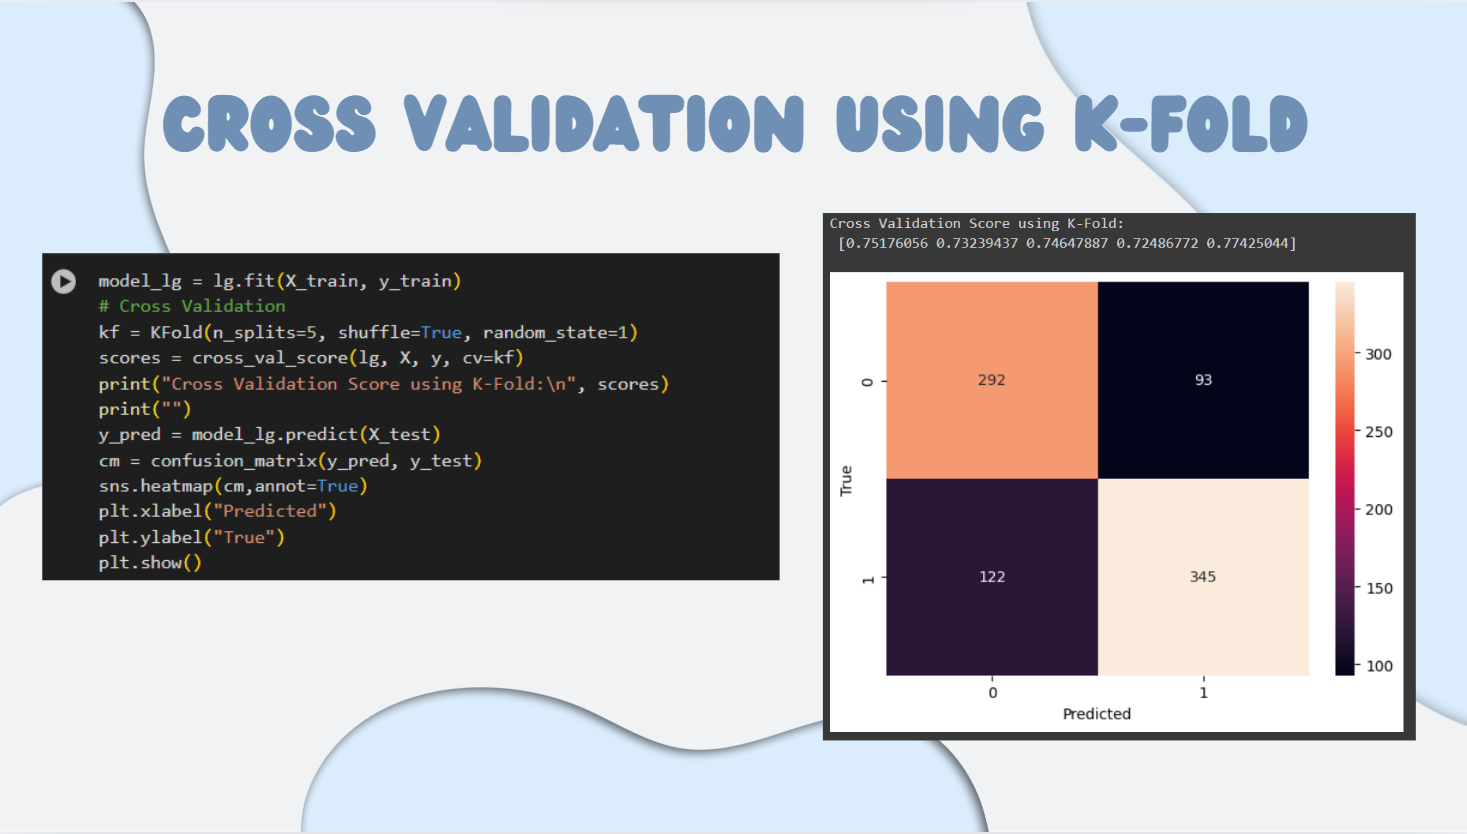 CROSS VALIDATION USING K-FOLD
model_lg = lg.fit(X_train, y_train)
# Cross Validation
kf = KFold(n_splits=5, shuffle=True, random_state=1)
scores = cross_val_score(lg, X, y, cv=kf)
print("Cross Validation Score using K-Fold:\n", scores)
print("")
y_pred = model_lg.predict(X_test)
cm = confusion_matrix(y_pred, y_test)
sns.heatmap(cm,annot=True)
plt.xlabel("Predicted")
plt.ylabel("True")
plt.show()
Cross Validation Score using K-Fold:
[0.75176056 0.73239437 0.74647887 0.72486772 0.77425044]
300
0
292
93
250
True
200
1
122
345
150
100
0
1
Predicted